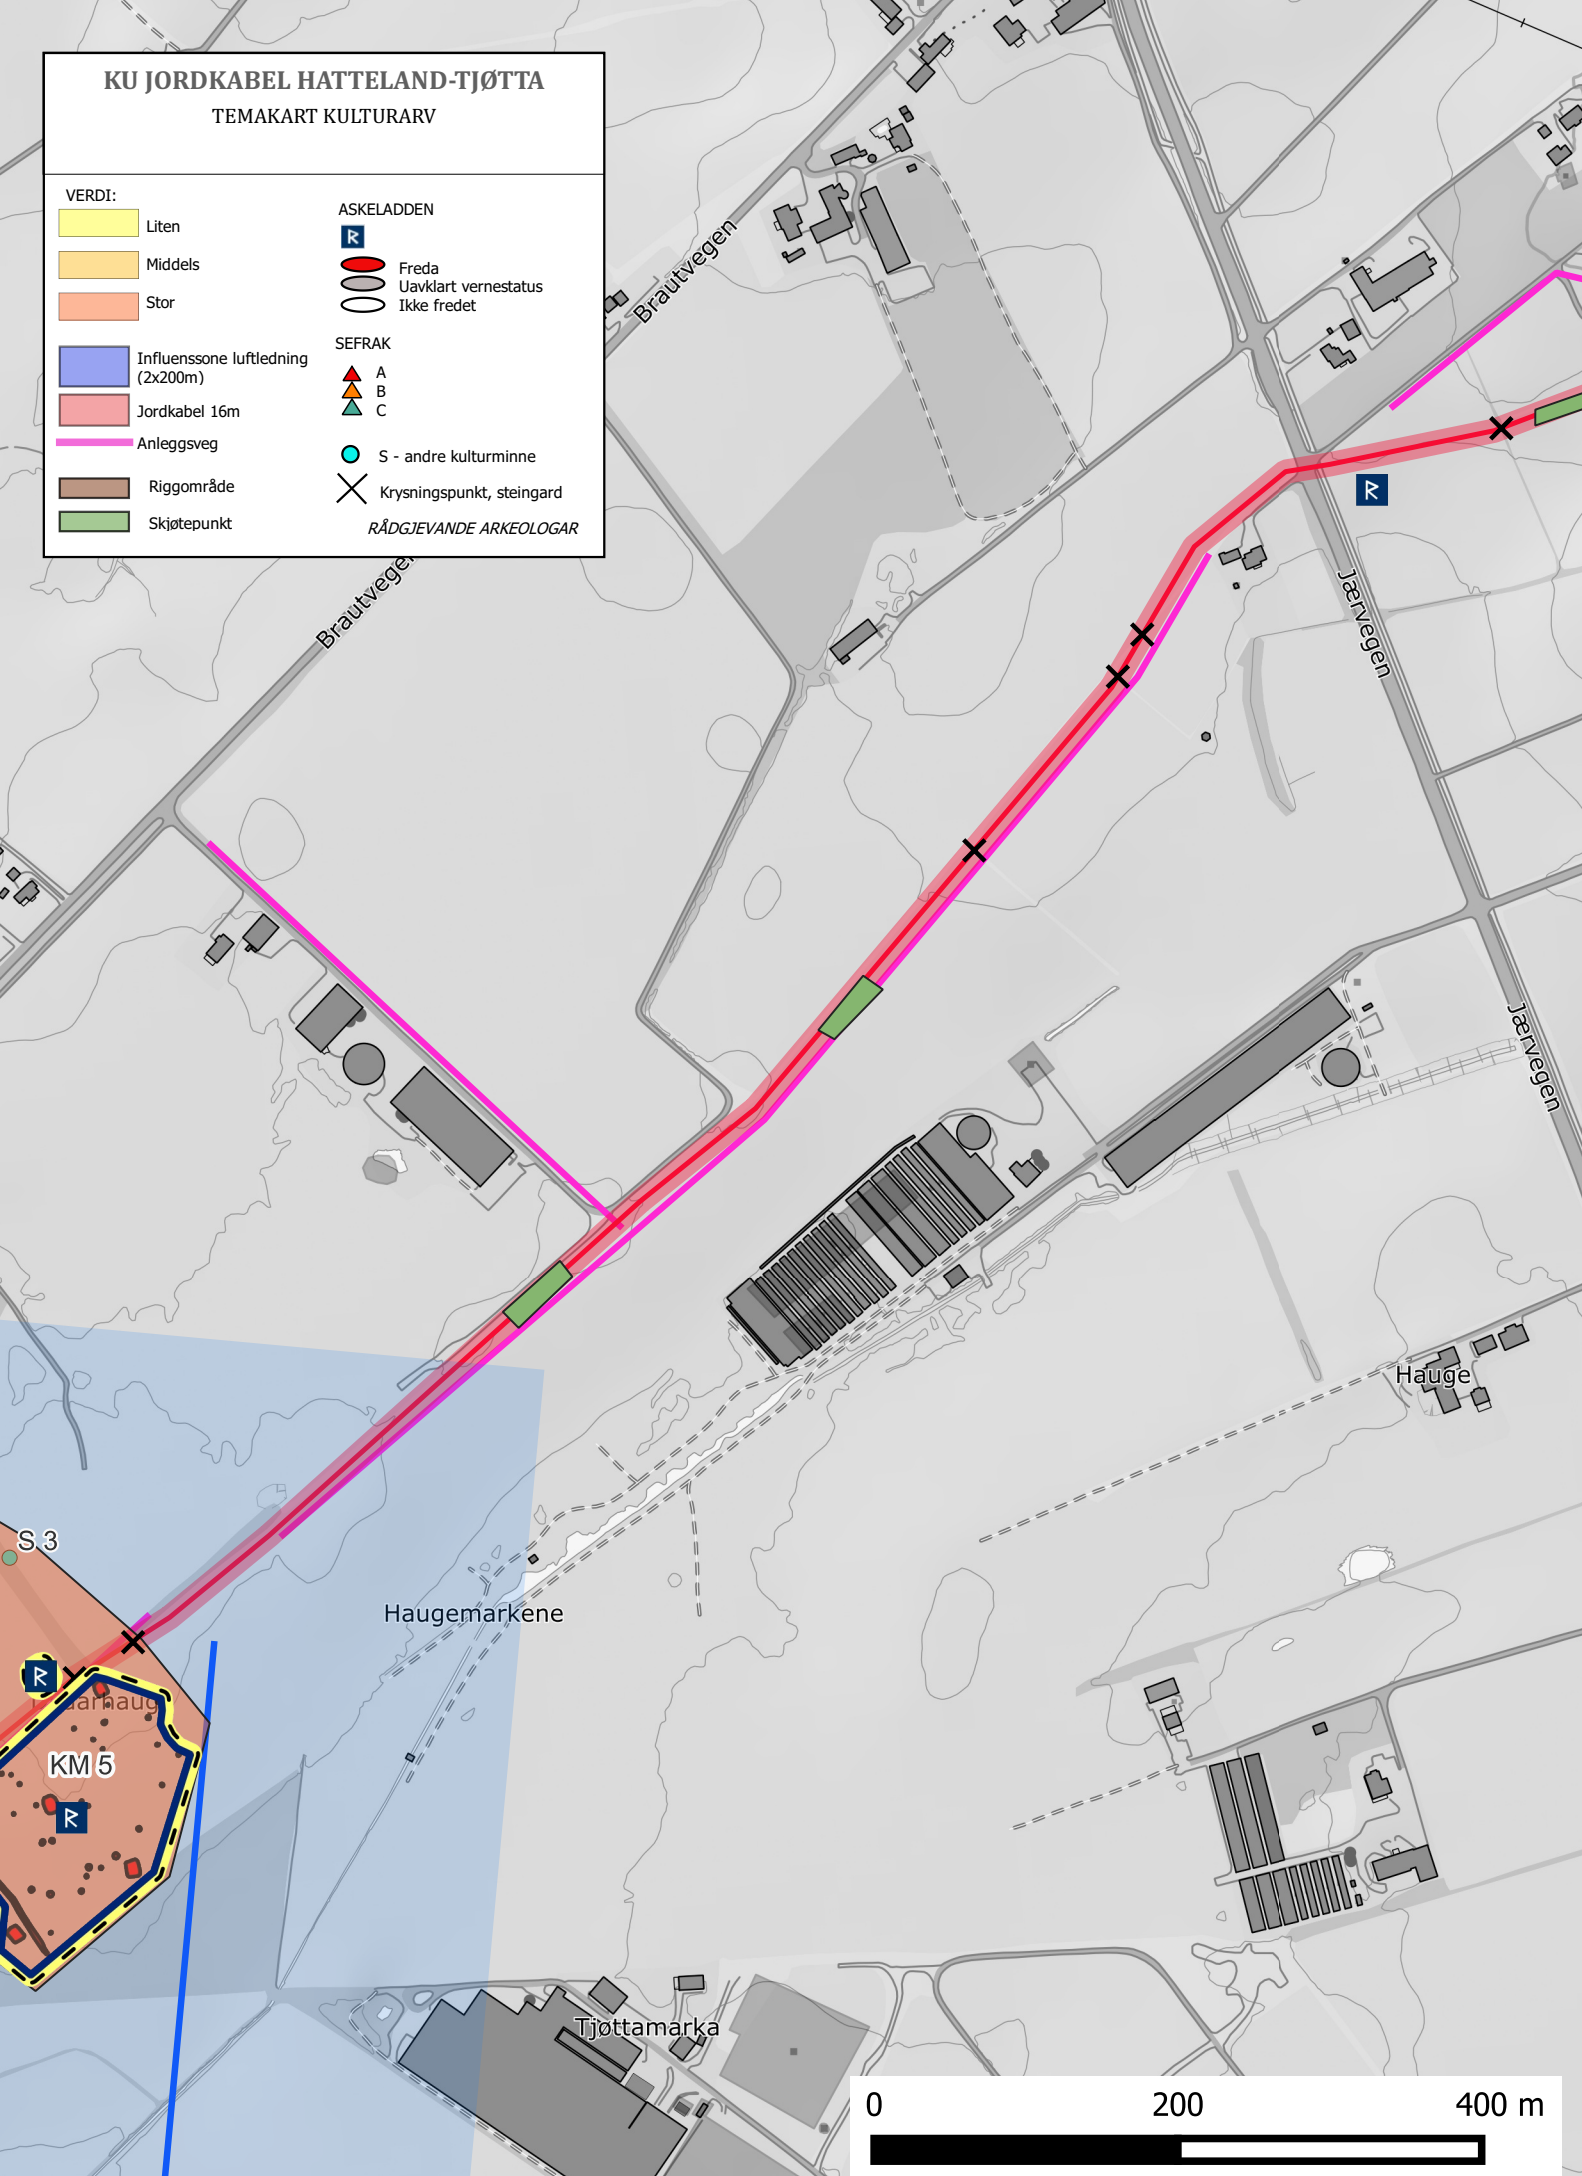 KU JORDKABEL HATTELAND-TJØTTA
TEMAKART KULTURARV
VERDI:
Liten
Middels
Stor
Influenssone luftledning
(2x200m)
Jordkabel 16m
Anleggsveg
Riggområde
Skjøtepunkt
ASKELADDEN
Freda
Uavklart vernestatus
Ikke fredet
SEFRAK
A
B
C
S - andre kulturminne
Krysningspunkt, steingard
RÅDGJEVANDE ARKEOLOGAR
Brautvegen
Brautvegen
Jærvegen
Jærvegen
Hauge
S 3
Haugemarkene
KM 5
Tjøttamarka
0 200 400 m